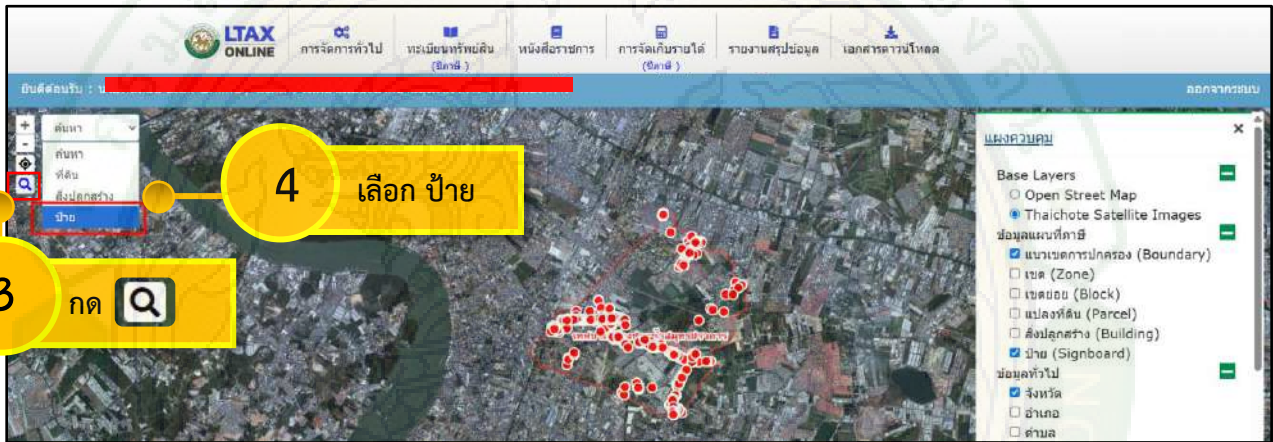 LTAX
ONLINE
การจัดการทั่วไป
ทะเบียนทรัพย์สิน
(ปีภาษี )
หนังสือราชการ
การจัดเก็บรายได้
(ปีภาษี )
รายงานสรุปข้อมูล
เอกสารดาวน์โหลด
ยินดีต้อนรับ : น
ออกจากระบบ
+
-
ค้นหา
ค้นหา
ที่ดิน
สิ่งปลูกสร้าง
ป้าย
4 เลือก ป้าย
3 กด
แผงควบคุม
×
Base Layers
Open Street Map
Thaichote Satellite Images
ข้อมูลแผนที่ภาษี
แนวเขตการปกครอง (Boundary)
เขต (Zone)
เขตย่อย (Block)
แปลงที่ดิน (Parcel)
สิ่งปลูกสร้าง (Building)
ป้าย (Signboard)
ข้อมูลทั่วไป
จังหวัด
อำเภอ
ตำบล